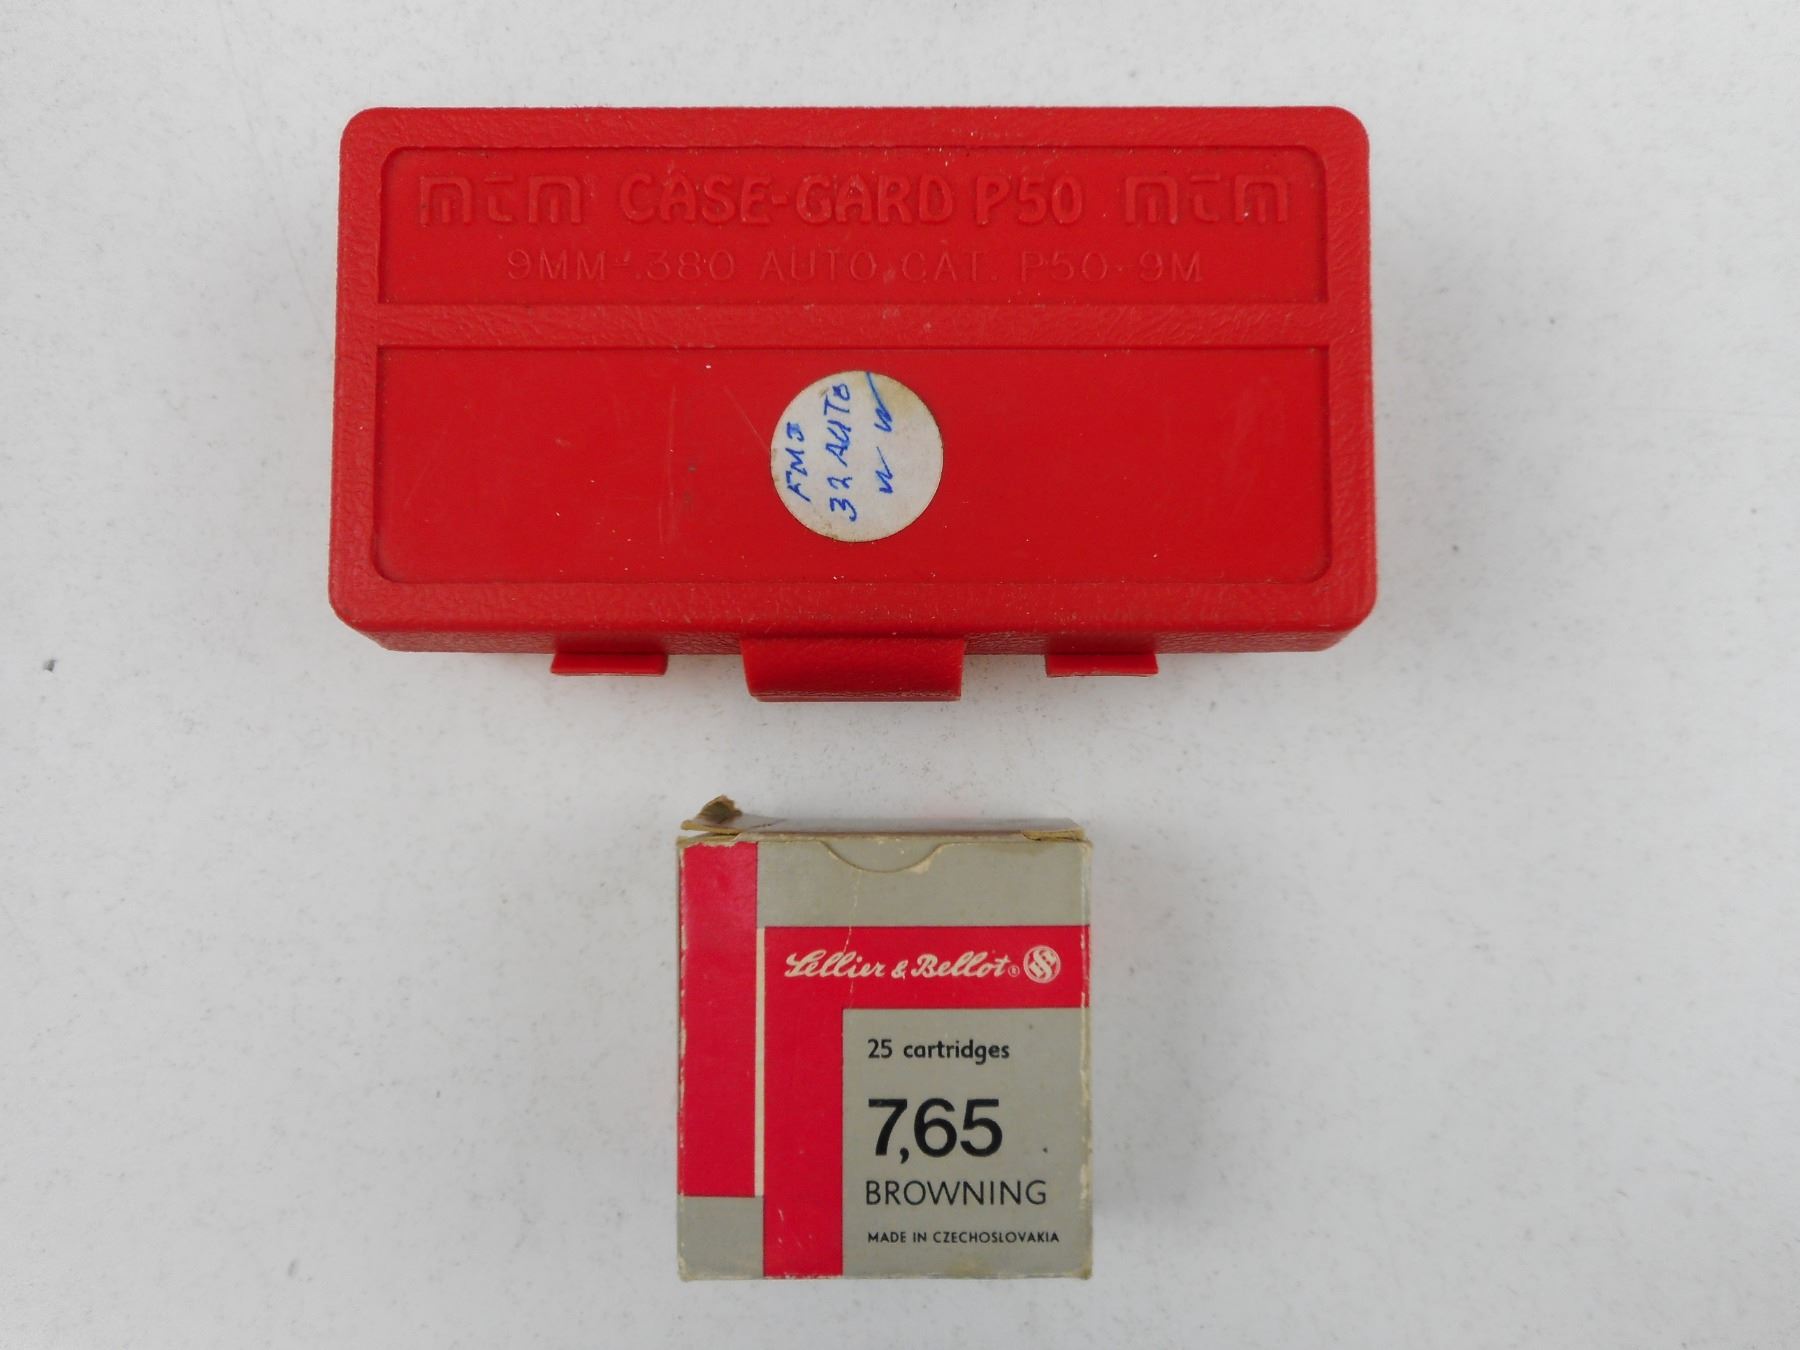 mtm CASE-GARD P50 mtm
9MM-.380 AUTO CAT. P50-9M
FMJ
32 AUTO
W W
Lellier & Bellot®
25 cartridges
7,65
BROWNING
MADE IN CZECHOSLOVAKIA